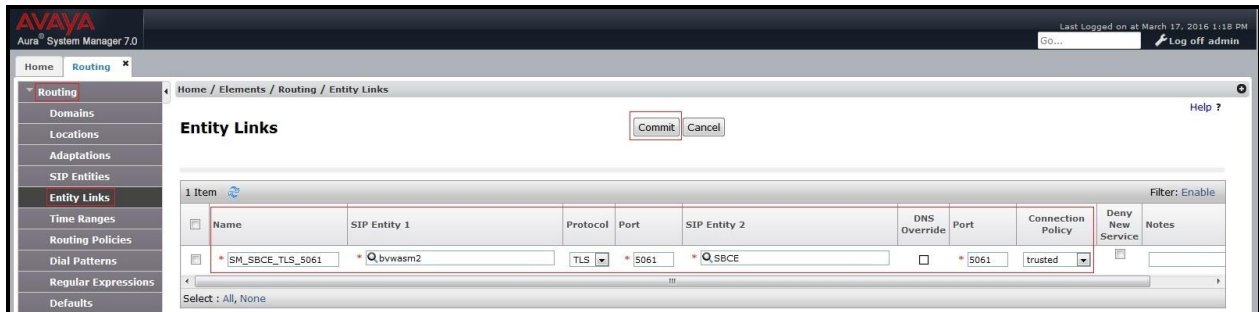 AVAYA
Aura® System Manager 7.0
Last Logged on at March 17, 2016 1:18 PM
Go...
Log off admin
Home
Routing ×
Routing
Domains
Locations
Adaptations
SIP Entities
Entity Links
Time Ranges
Routing Policies
Dial Patterns
Regular Expressions
Defaults
Home / Elements / Routing / Entity Links
Help ?
Entity Links
Commit Cancel
1 Item
Filter: Enable
Name SIP Entity 1 Protocol Port SIP Entity 2 DNS Override Port Connection Policy Deny New Service Notes
* SM_SBCE_TLS_5061 * bvwasm2 TLS * 5061 * SBCE * 5061 trusted
Select : All, None